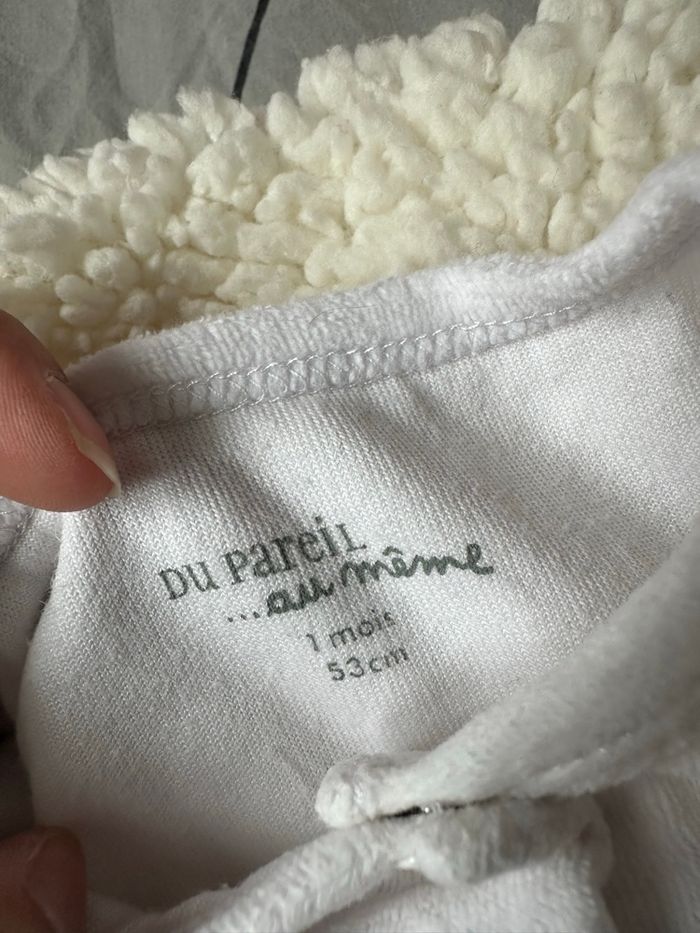 DU PaReiL
...au même
1 mois
53cm